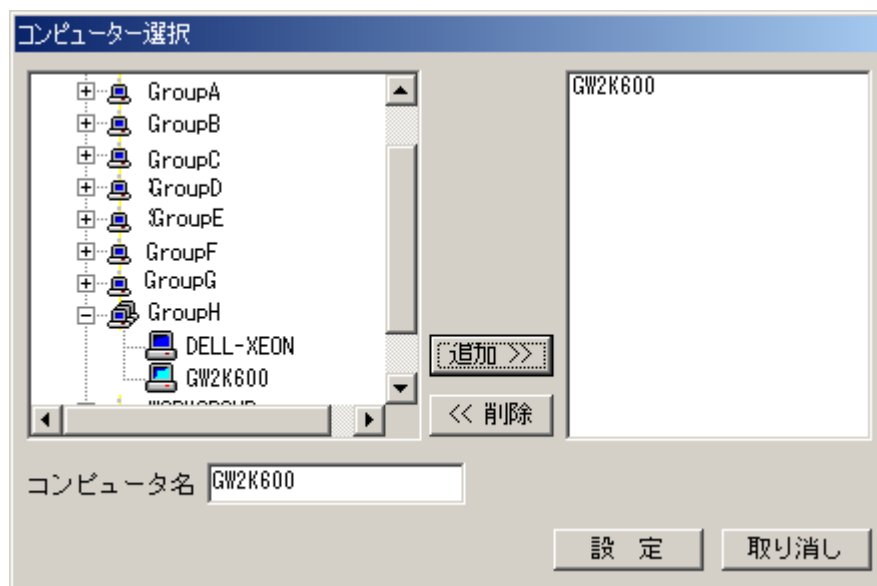 コンピューター選択
GroupA
GroupB
GroupC
GroupD
GroupE
GroupF
GroupG
GroupH
DELL-XEON
GW2K600
GW2K600
追加 >>
<< 削除
コンピュータ名 GW2K600
設 定
取り消し